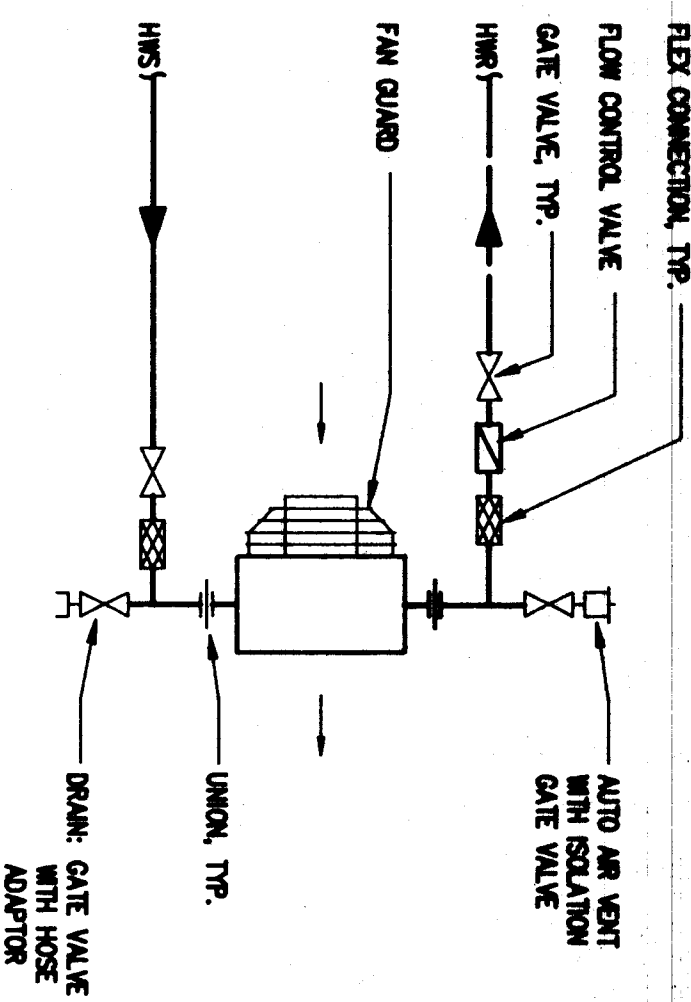 FLEX CONNECTION, TYP.
FLOW CONTROL VALVE
GATE VALVE, TYP.
HWR
FAN GUARD
HWS
AUTO AIR VENT
WITH ISOLATION
GATE VALVE
UNION, TYP.
DRAIN: GATE VALVE
WITH HOSE
ADAPTOR